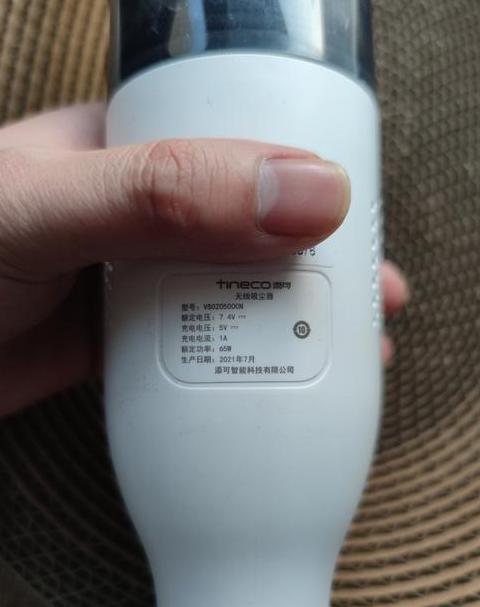 TINECO 添可
无线吸尘器
型号：VS020500CN
额定电压：7.4V ⎓
充电电压：5V ⎓
充电电流：1A
额定功率：65W
生产日期：2021年7月
添可智能科技有限公司
10